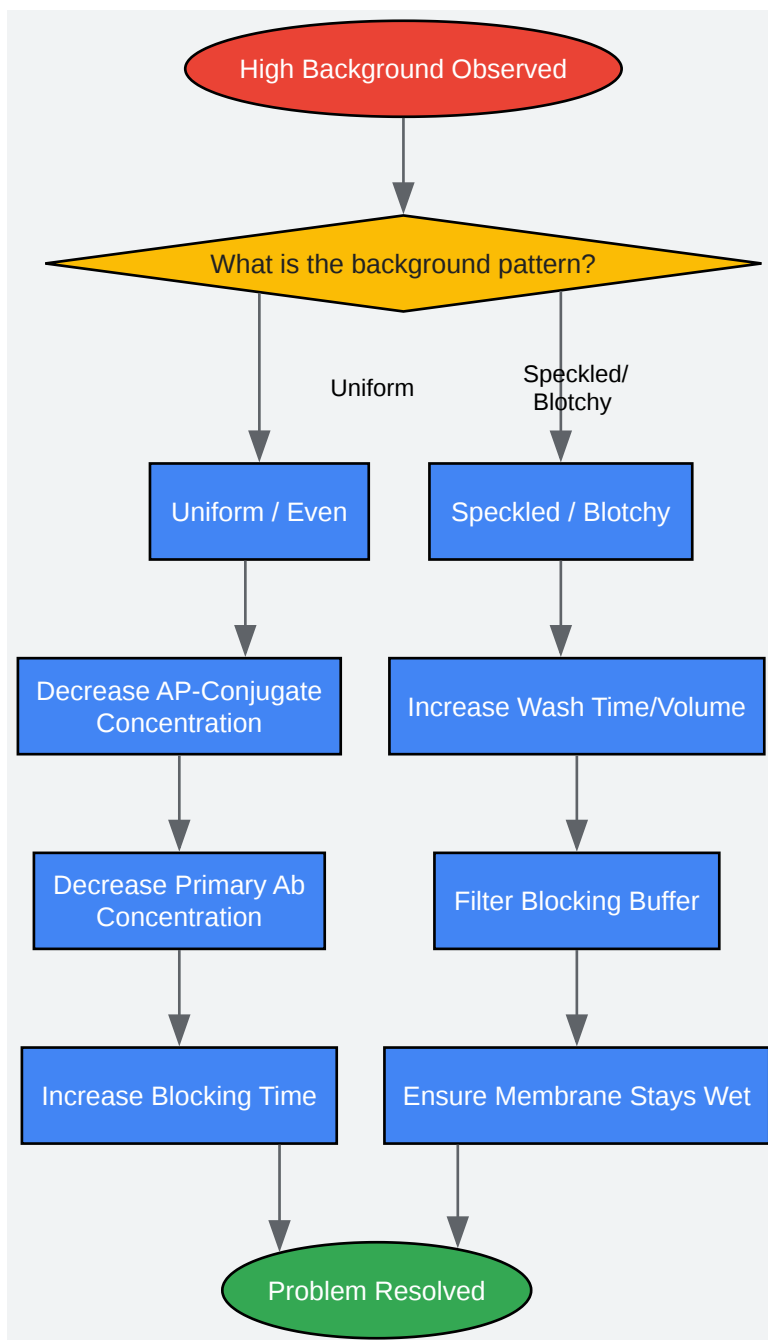 High Background Observed
What is the background pattern?
Uniform
Speckled/
Blotchy
Uniform / Even
Speckled / Blotchy
Decrease AP-Conjugate
Concentration
Increase Wash Time/Volume
Decrease Primary Ab
Concentration
Filter Blocking Buffer
Increase Blocking Time
Ensure Membrane Stays Wet
Problem Resolved